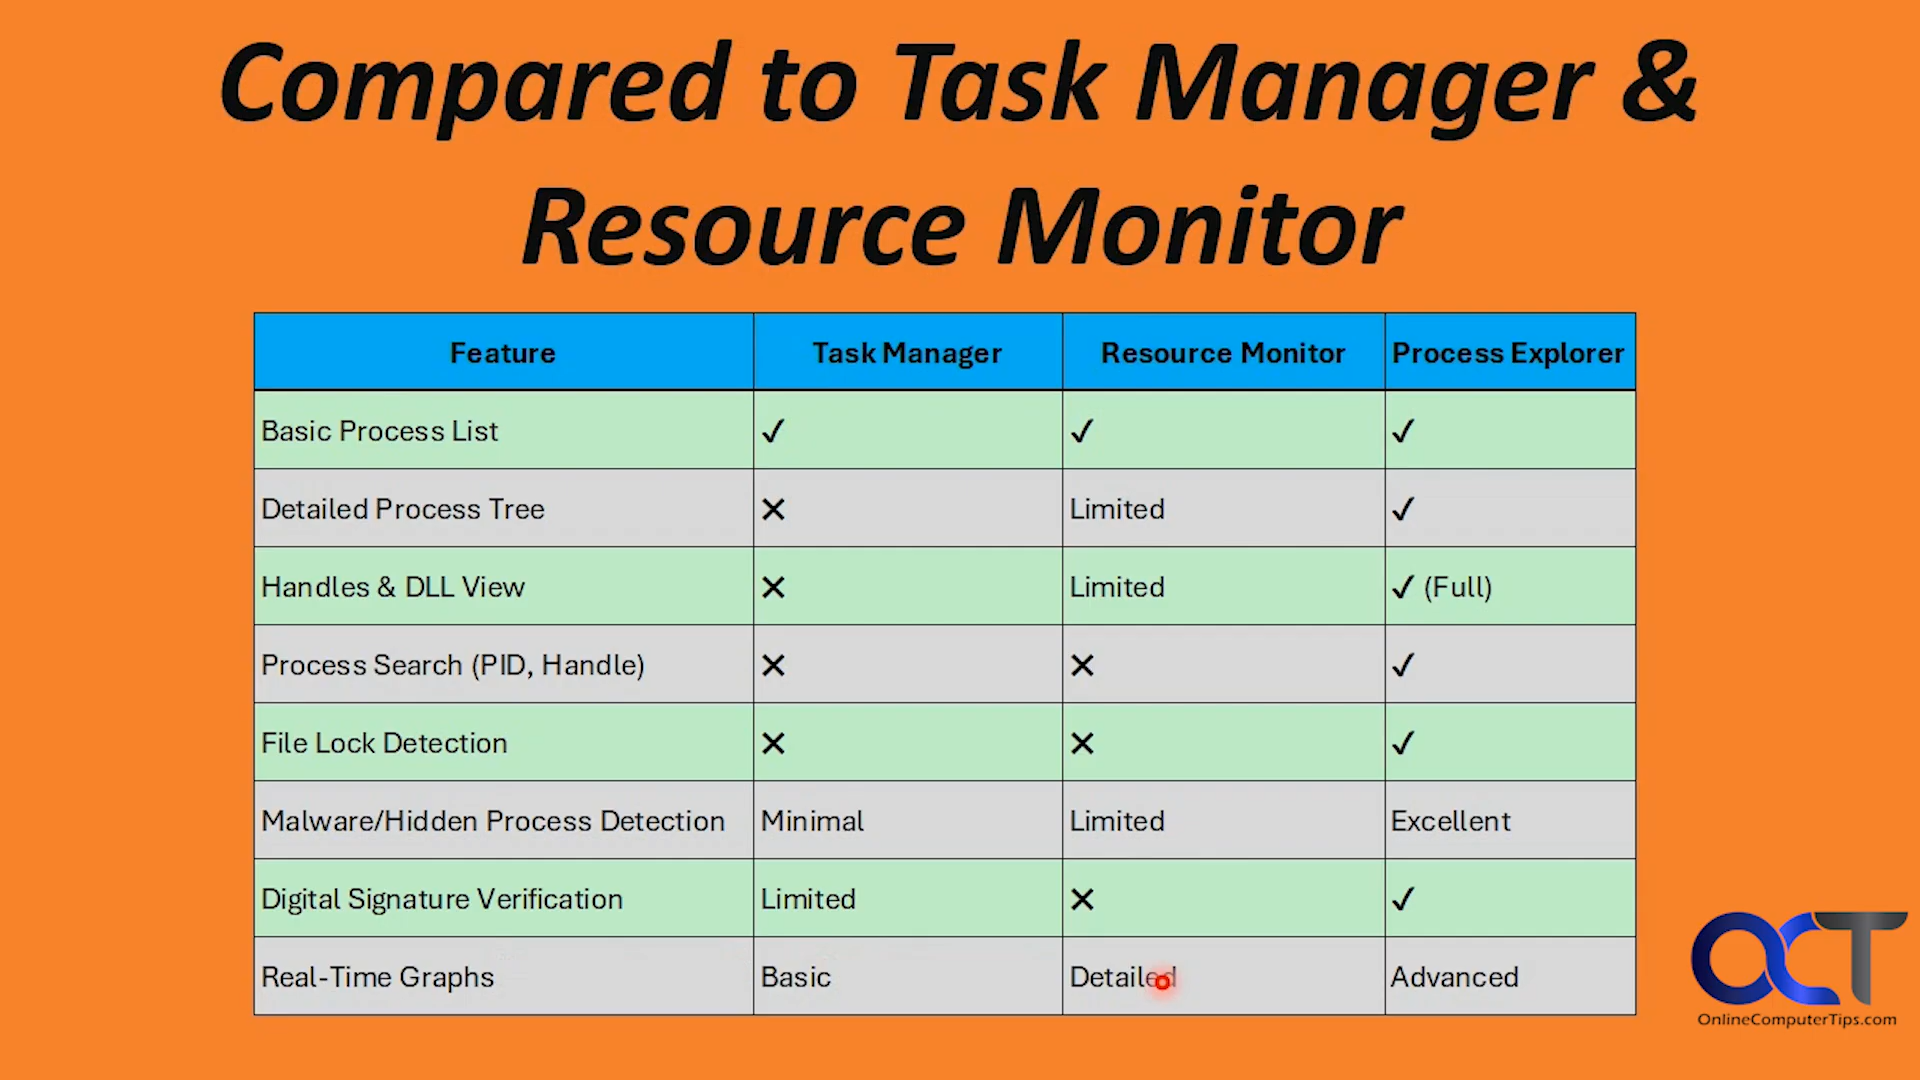 Compared to Task Manager &
Resource Monitor
Feature Task Manager Resource Monitor Process Explorer
Basic Process List ✓ ✓ ✓
Detailed Process Tree ✕ Limited ✓
Handles & DLL View ✕ Limited ✓ (Full)
Process Search (PID, Handle) ✕ ✕ ✓
File Lock Detection ✕ ✕ ✓
Malware/Hidden Process Detection Minimal Limited Excellent
Digital Signature Verification Limited ✕ ✓
Real-Time Graphs Basic Detailed Advanced
OCT
OnlineComputerTips.com